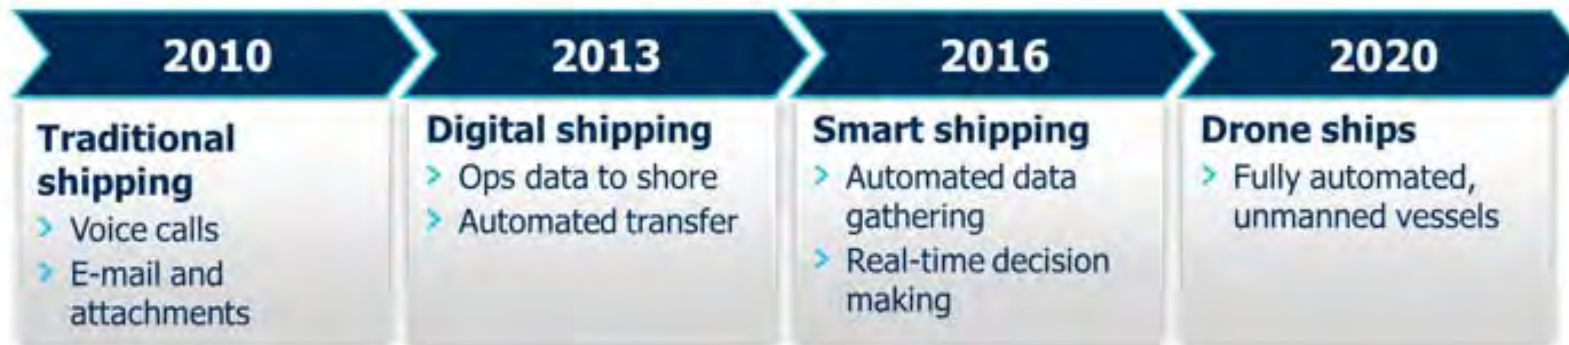 2010
Traditional
shipping
> Voice calls
> E-mail and
attachments
2013
Digital shipping
> Ops data to shore
> Automated transfer
2016
Smart shipping
> Automated data
gathering
> Real-time decision
making
2020
Drone ships
> Fully automated,
unmanned vessels